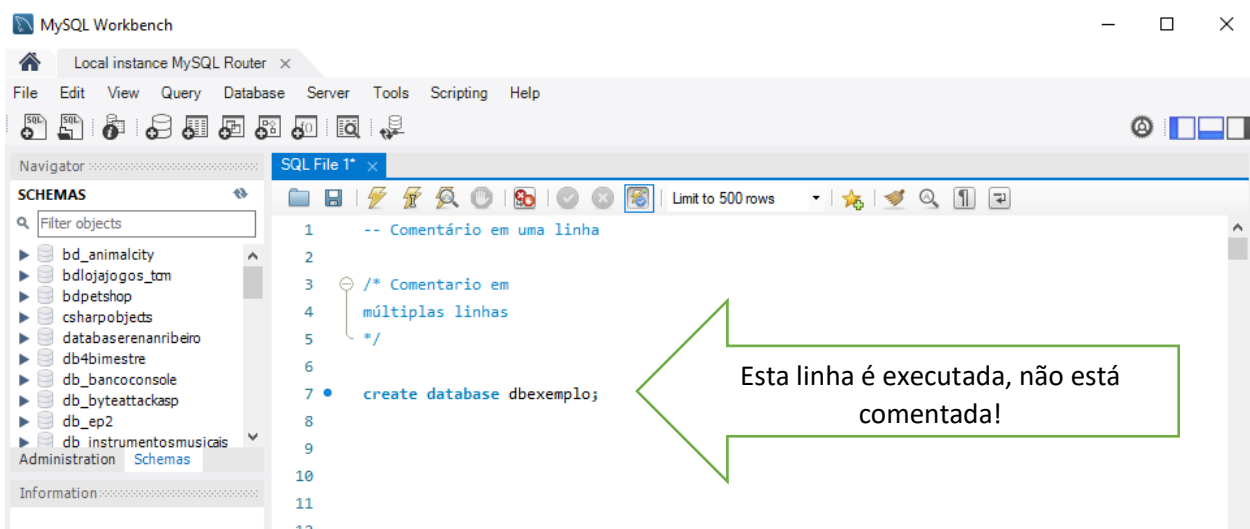 MySQL Workbench
Local instance MySQL Router
File Edit View Query Database Server Tools Scripting Help
Navigator
SQL File 1*
SCHEMAS
Limit to 500 rows
Filter objects
bd_animalcity
bdlojajogos_tcm
bdpetshop
csharpobjects
databaserenanribeiro
db4bimestre
db_bancoconsole
db_byteattackasp
db_ep2
db_instrumentosmusicais
Administration Schemas
Information
1 -- Comentário em uma linha
2
3 /* Comentario em
4 múltiplas linhas
5 */
6
7 create database dbexemplo;
8
9
10
11
12
Esta linha é executada, não está
comentada!